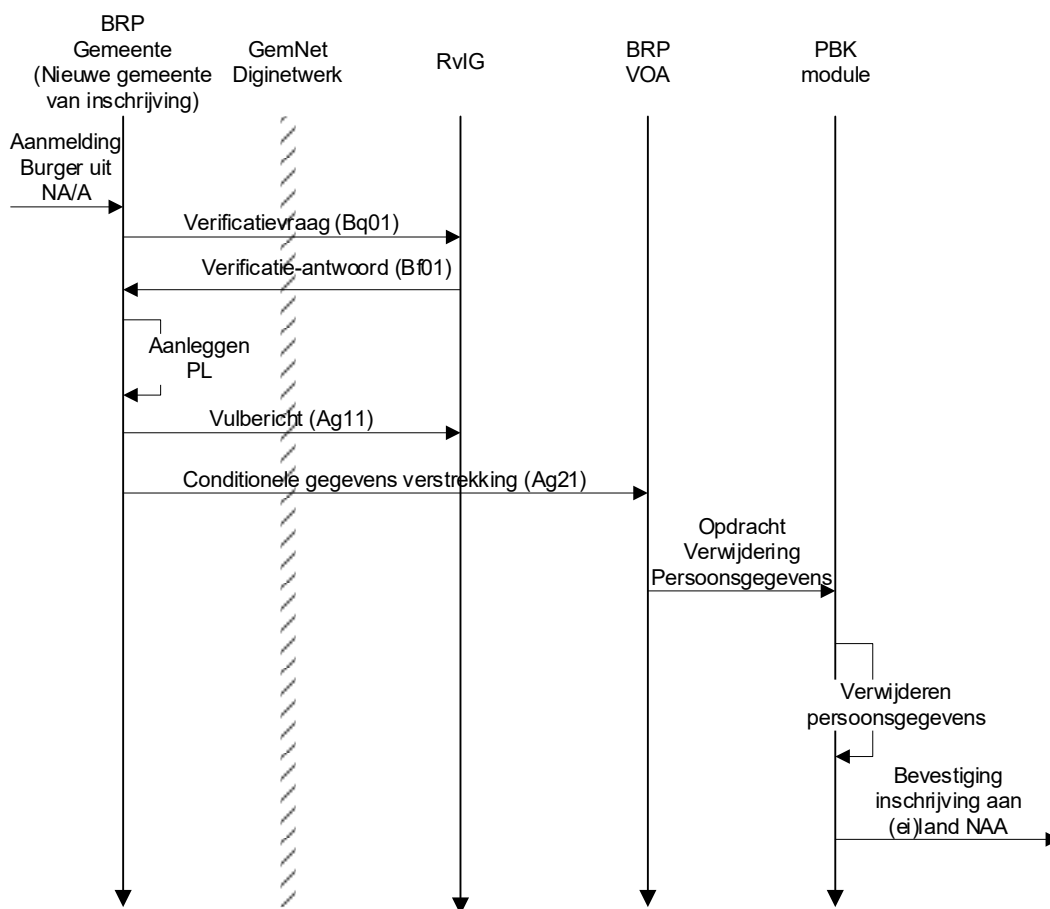 BRP
Gemeente
(Nieuwe gemeente
van inschrijving)
GemNet
Diginetwerk
RvIG
BRP
VOA
PBK
module
Aanmelding
Burger uit
NA/A
Verificatievraag (Bq01)
Verificatie-antwoord (Bf01)
Aanleggen
PL
Vulbericht (Ag11)
Conditionele gegevens verstrekking (Ag21)
Opdracht
Verwijdering
Persoonsgegevens
Verwijderen
persoonsgegevens
Bevestiging
inschrijving aan
(ei)land NAA